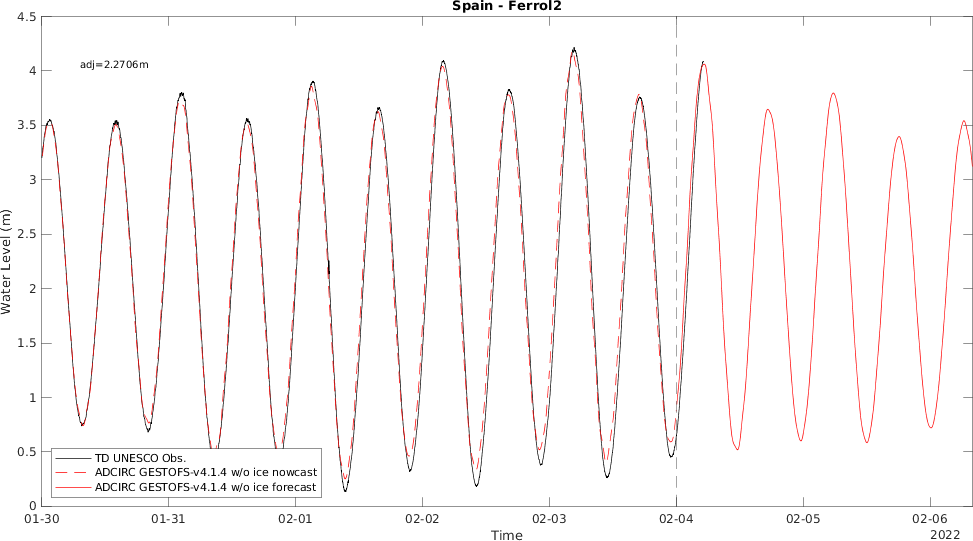 Spain - Ferrol2
adj=2.2706m
Water Level (m)
4.5
4
3.5
3
2.5
2
1.5
1
0.5
0
TD UNESCO Obs.
ADCIRC GESTOFS-v4.1.4 w/o ice nowcast
ADCIRC GESTOFS-v4.1.4 w/o ice forecast
01-30 01-31 02-01 02-02 02-03 02-04 02-05 02-06
Time
2022